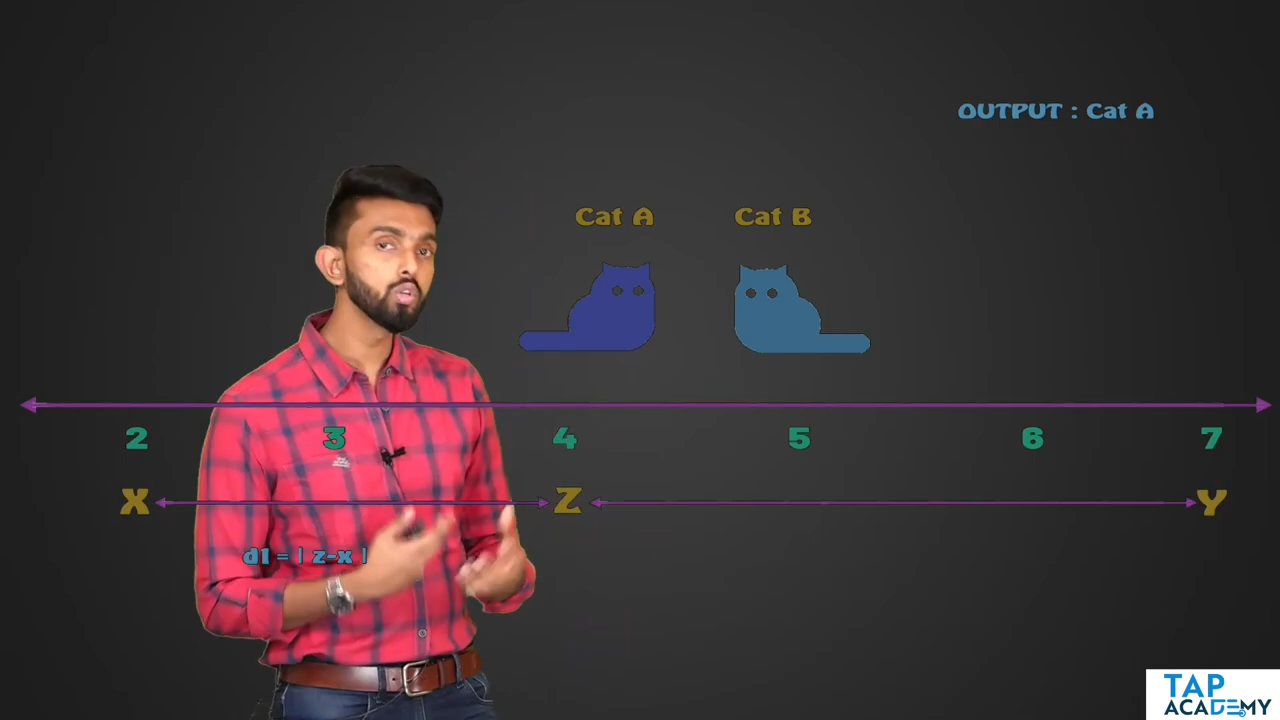 OUTPUT : Cat A
Cat A Cat B
2 3 4 5 6 7
X Z Y
d1 = | z-x |
TAP
ACADEMY